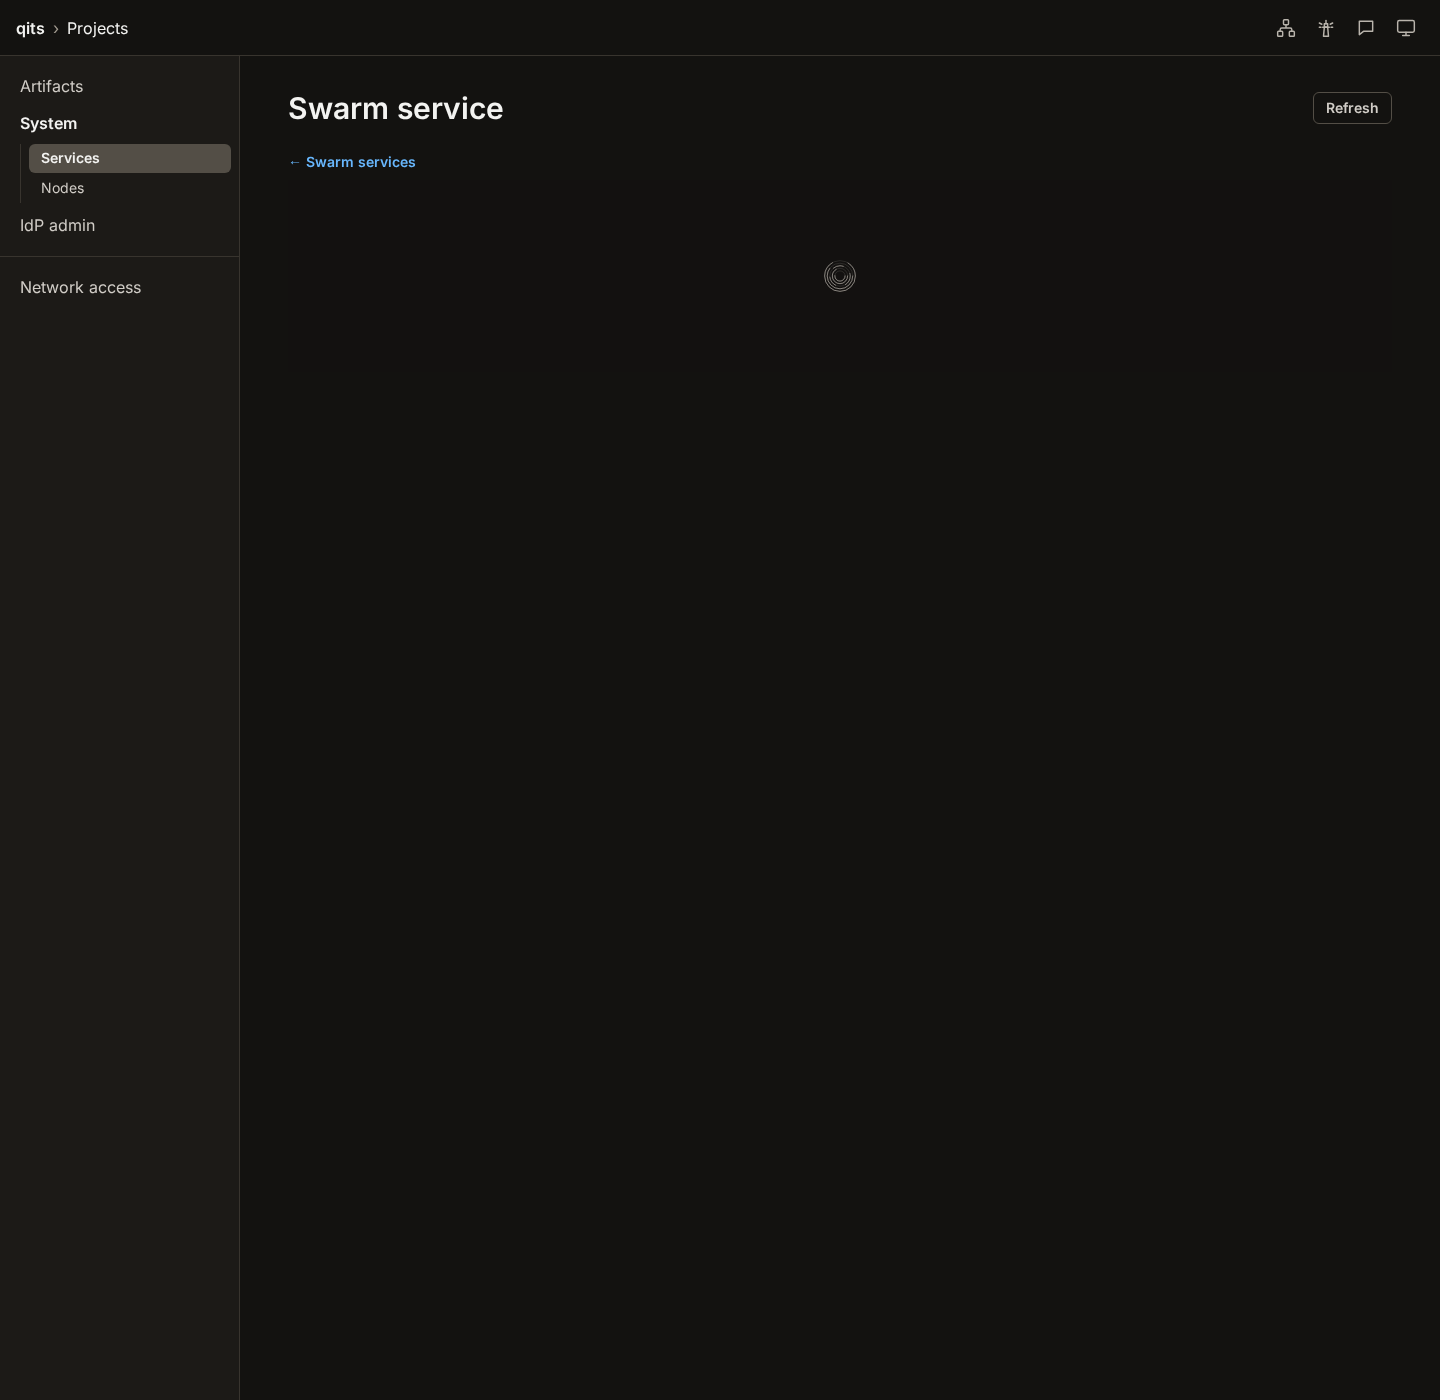 qits › Projects
Artifacts
System
Services
Nodes
IdP admin
Network access
Swarm service
Refresh
← Swarm services